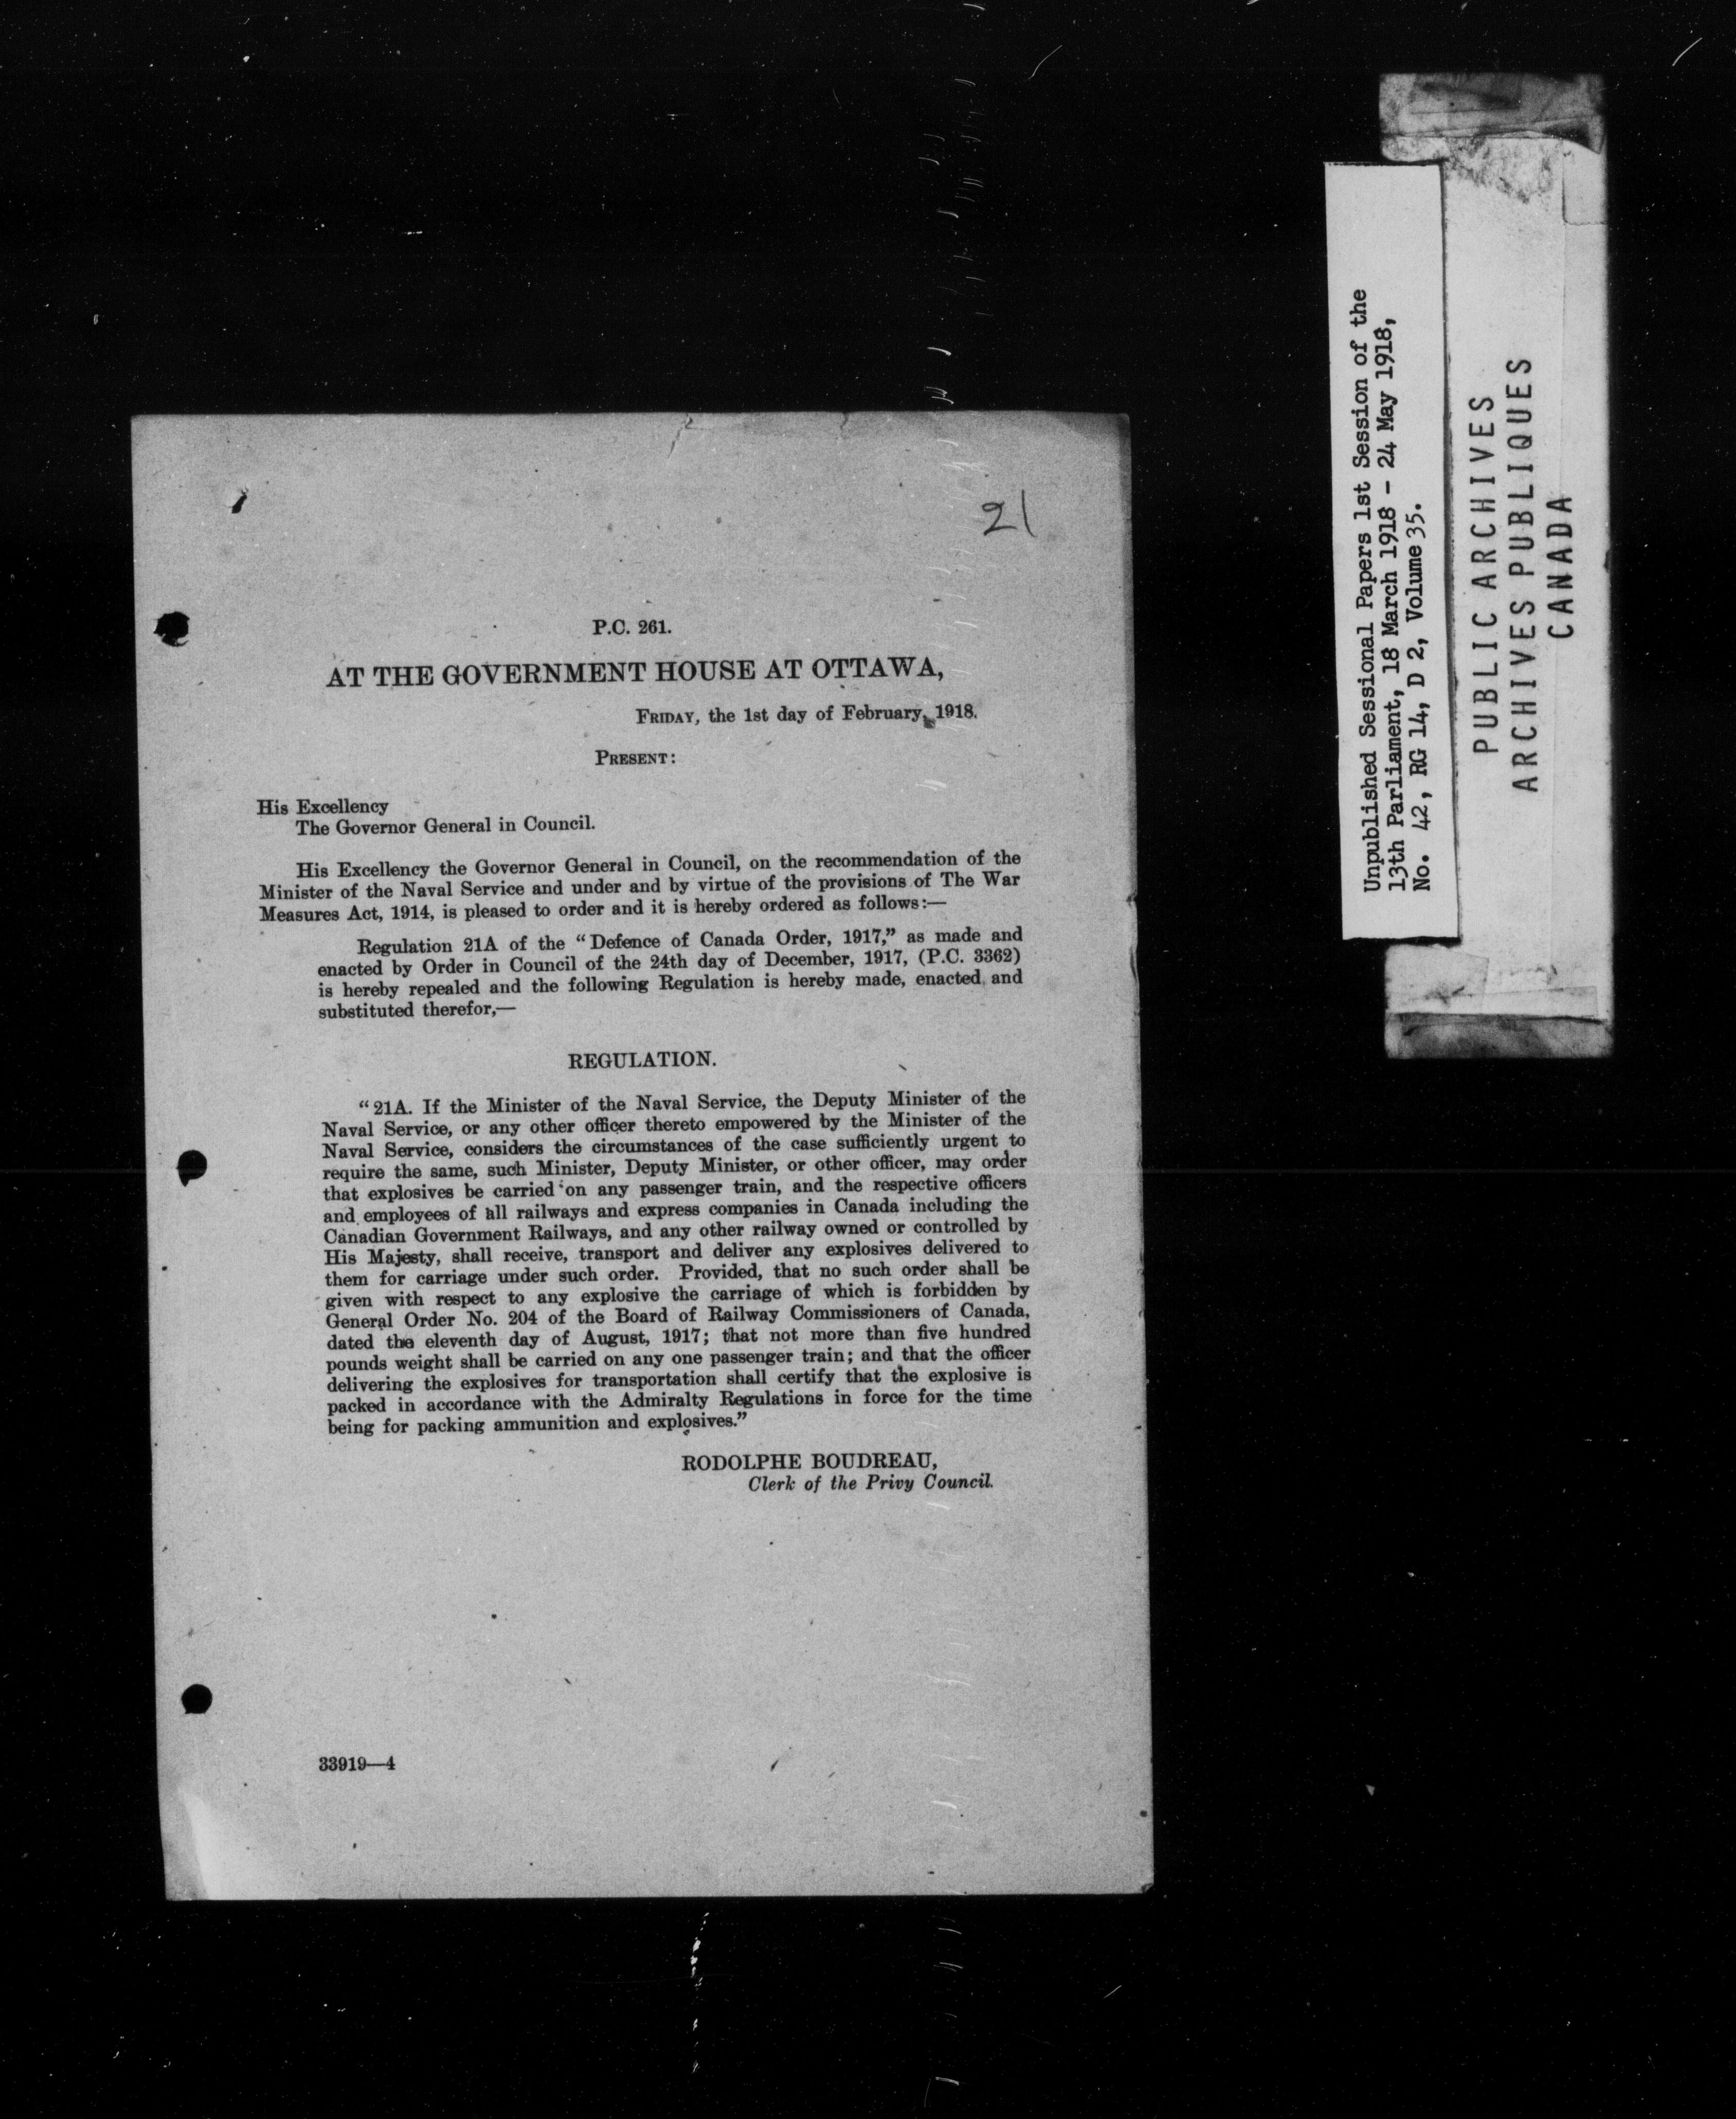 21
P.C. 261.
AT THE GOVERNMENT HOUSE AT OTTAWA,
FRIDAY, the 1st day of February, 1918.
PRESENT:
His Excellency
The Governor General in Council.
His Excellency the Governor General in Council, on the recommendation of the
Minister of the Naval Service and under and by virtue of the provisions of The War
Measures Act, 1914, is pleased to order and it is hereby ordered as follows:—
Regulation 21A of the “Defence of Canada Order, 1917,” as made and
enacted by Order in Council of the 24th day of December, 1917, (P.C. 3362)
is hereby repealed and the following Regulation is hereby made, enacted and
substituted therefor,—
REGULATION.
“21A. If the Minister of the Naval Service, the Deputy Minister of the
Naval Service, or any other officer thereto empowered by the Minister of the
Naval Service, considers the circumstances of the case sufficiently urgent to
require the same, such Minister, Deputy Minister, or other officer, may order
that explosives be carried on any passenger train, and the respective officers
and employees of all railways and express companies in Canada including the
Canadian Government Railways, and any other railway owned or controlled by
His Majesty, shall receive, transport and deliver any explosives delivered to
them for carriage under such order. Provided, that no such order shall be
given with respect to any explosive the carriage of which is forbidden by
General Order No. 204 of the Board of Railway Commissioners of Canada,
dated the eleventh day of August, 1917; that not more than five hundred
pounds weight shall be carried on any one passenger train; and that the officer
delivering the explosives for transportation shall certify that the explosive is
packed in accordance with the Admiralty Regulations in force for the time
being for packing ammunition and explosives.”
RODOLPHE BOUDREAU,
Clerk of the Privy Council.
33919—4
Unpublished Sessional Papers 1st Session of the
13th Parliament, 18 March 1918 - 24 May 1918,
No. 42, RG 14, D 2, Volume 35.
PUBLIC ARCHIVES
ARCHIVES PUBLIQUES
CANADA